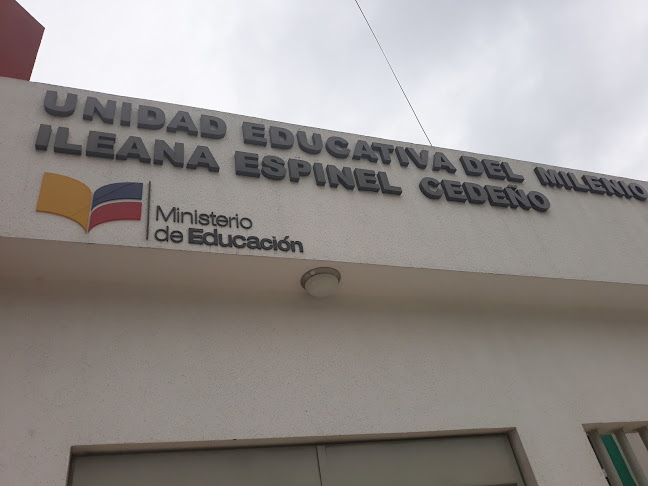 UNIDAD EDUCATIVA DEL MILENIO
ILEANA ESPINEL CEDEÑO
Ministerio
de Educación